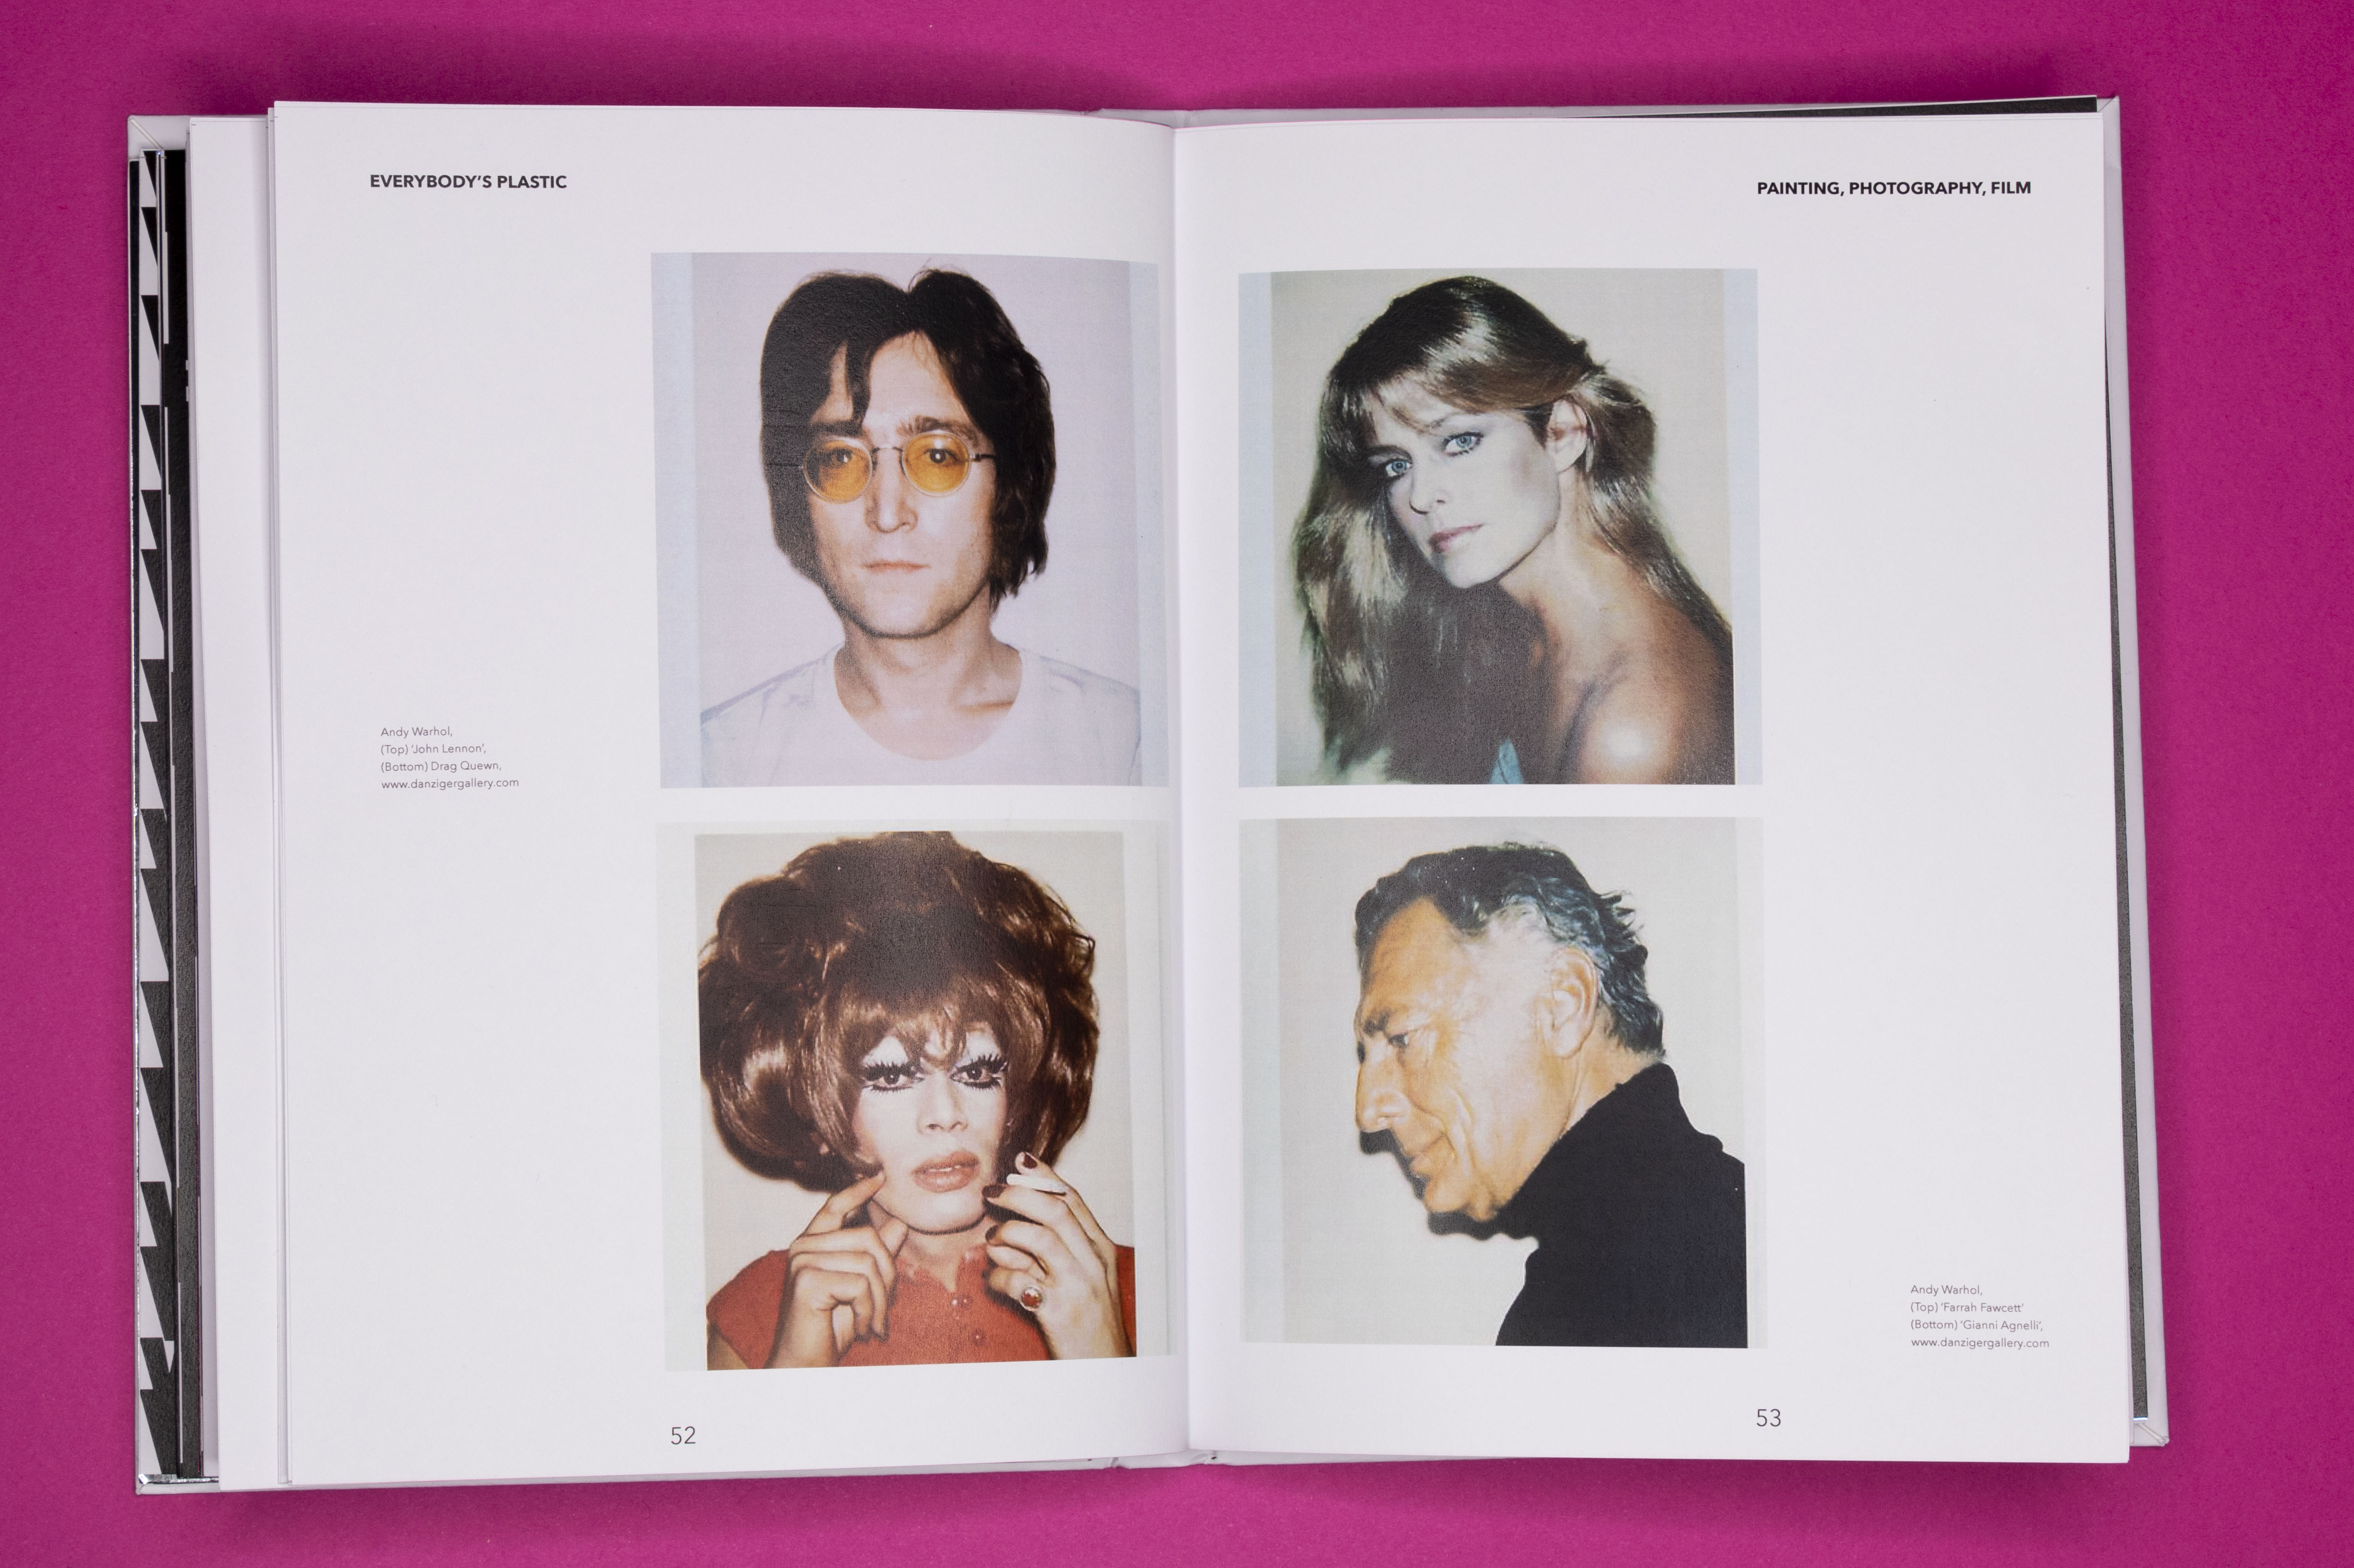 EVERYBODY'S PLASTIC
Andy Warhol,
(Top) 'John Lennon',
(Bottom) Drag Quewn,
www.danzigergallery.com
52
PAINTING, PHOTOGRAPHY, FILM
Andy Warhol,
(Top) 'Farrah Fawcett'
(Bottom) 'Gianni Agnelli',
www.danzigergallery.com
53